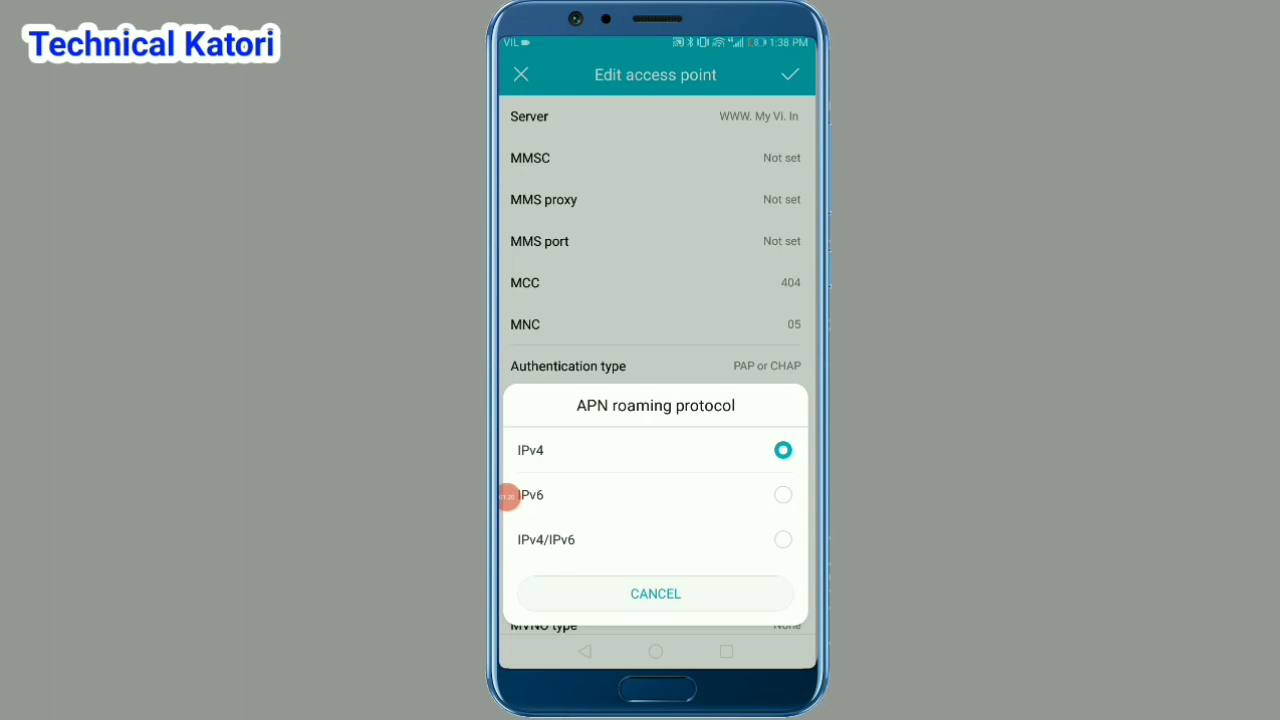 Technical Katori
VIL 1:38 PM
Edit access point
Server WWW. My Vi. In
MMSC Not set
MMS proxy Not set
MMS port Not set
MCC 404
MNC 05
Authentication type PAP or CHAP
APN roaming protocol
IPv4
01:20 IPv6
IPv4/IPv6
CANCEL
MVNO type None